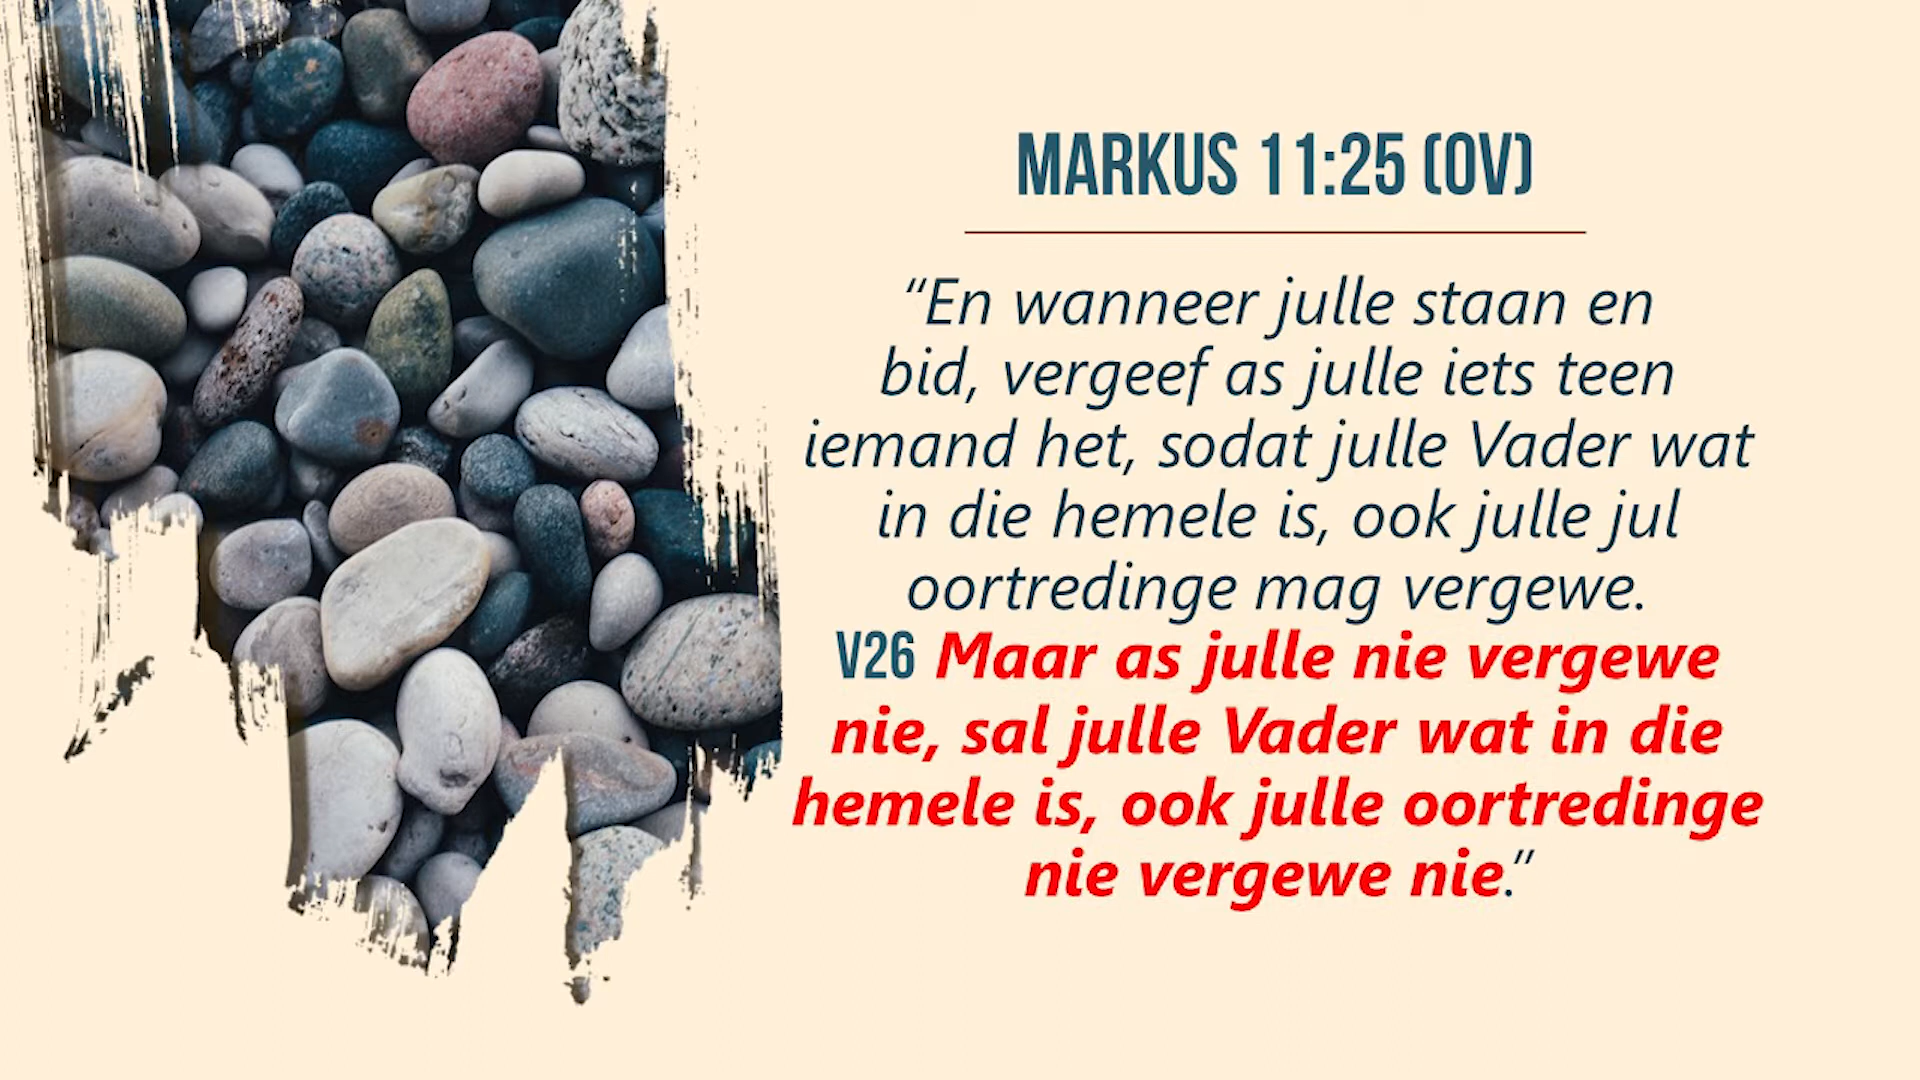 MARKUS 11:25 (OV)
“En wanneer julle staan en
bid, vergeef as julle iets teen
iemand het, sodat julle Vader wat
in die hemele is, ook julle jul
oortredinge mag vergewe.
V26 Maar as julle nie vergewe
nie, sal julle Vader wat in die
hemele is, ook julle oortredinge
nie vergewe nie.”